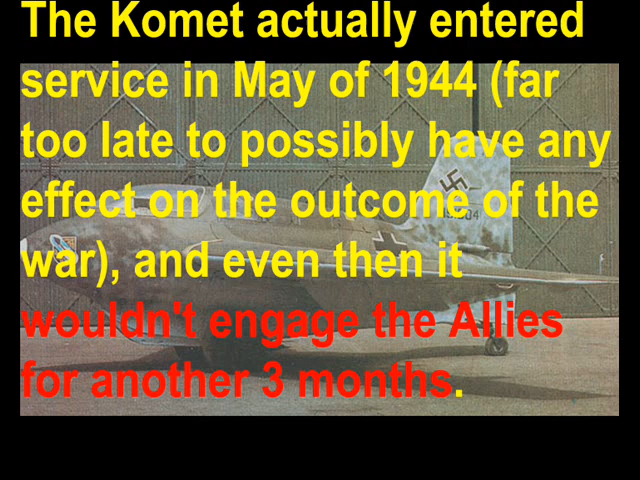 The Komet actually entered
service in May of 1944 (far
too late to possibly have any
effect on the outcome of the
war), and even then it
wouldn't engage the Allies
for another 3 months.